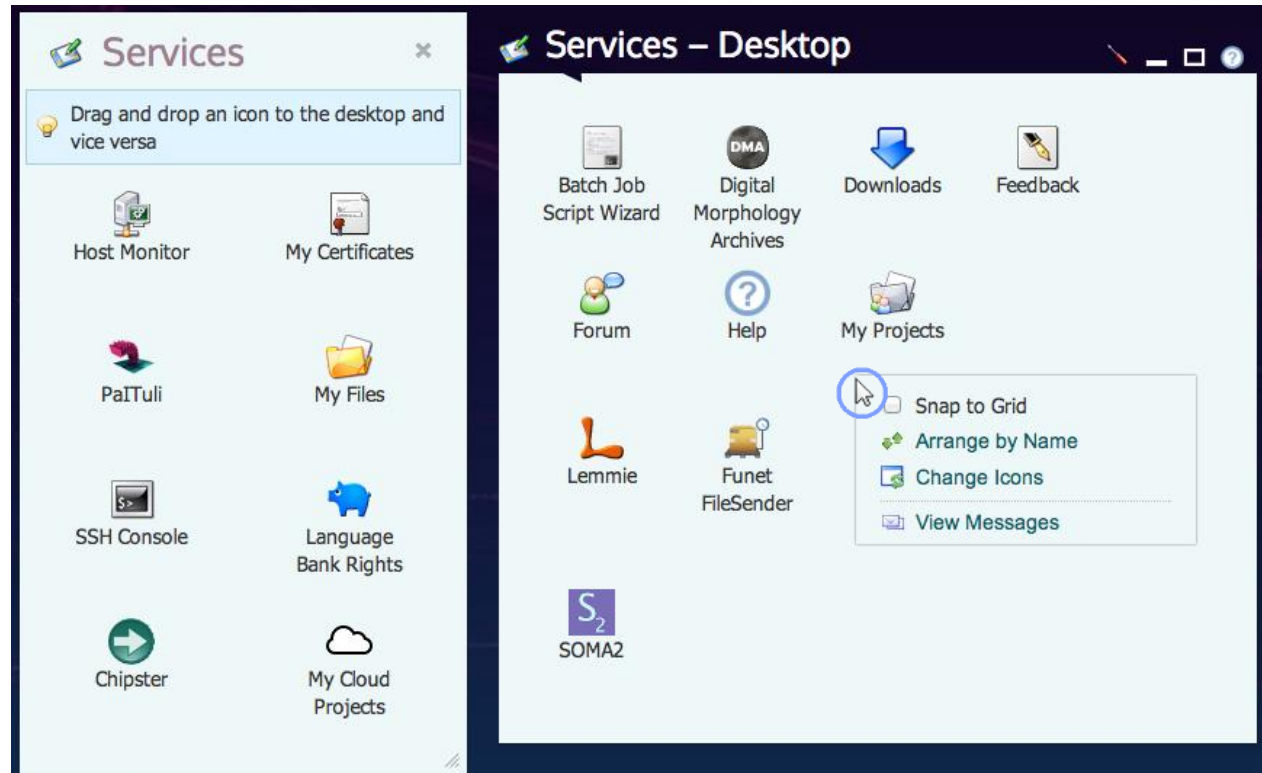 Services
Drag and drop an icon to the desktop and
vice versa
Host Monitor
My Certificates
PaITuli
My Files
S>
SSH Console
Language
Bank Rights
Chipster
My Cloud
Projects
Services – Desktop
Batch Job
Script Wizard
DMA
Digital
Morphology
Archives
Downloads
Feedback
Forum
?
Help
My Projects
Lemmie
Funet
FileSender
Snap to Grid
Arrange by Name
Change Icons
View Messages
S2
SOMA2